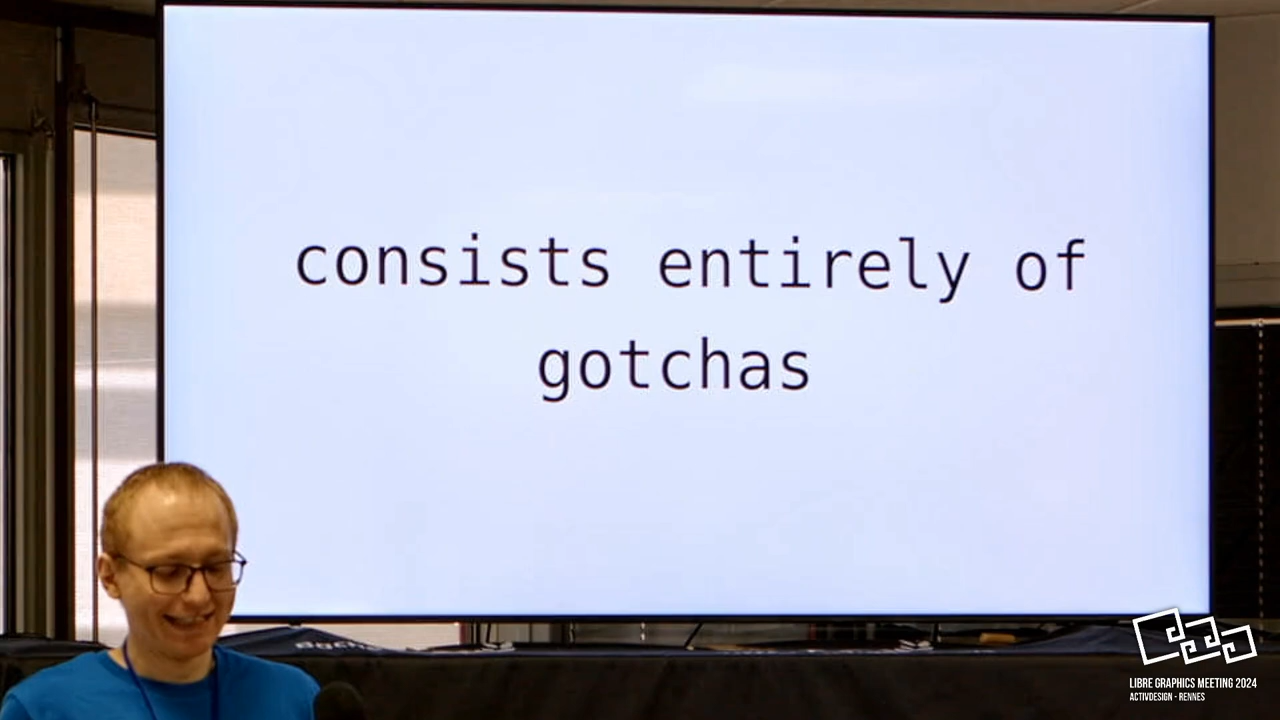 consists entirely of
gotchas
LIBRE GRAPHICS MEETING 2024
ACTIVDESIGN - RENNES